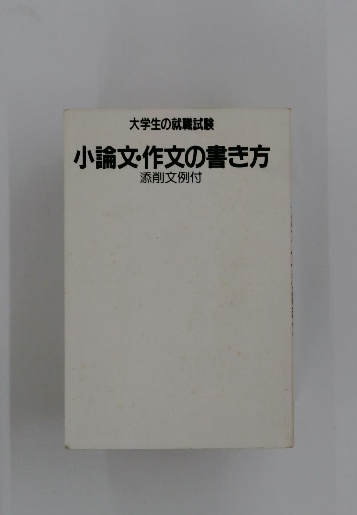 大学生の就職試験
小論文・作文の書き方
添削文例付